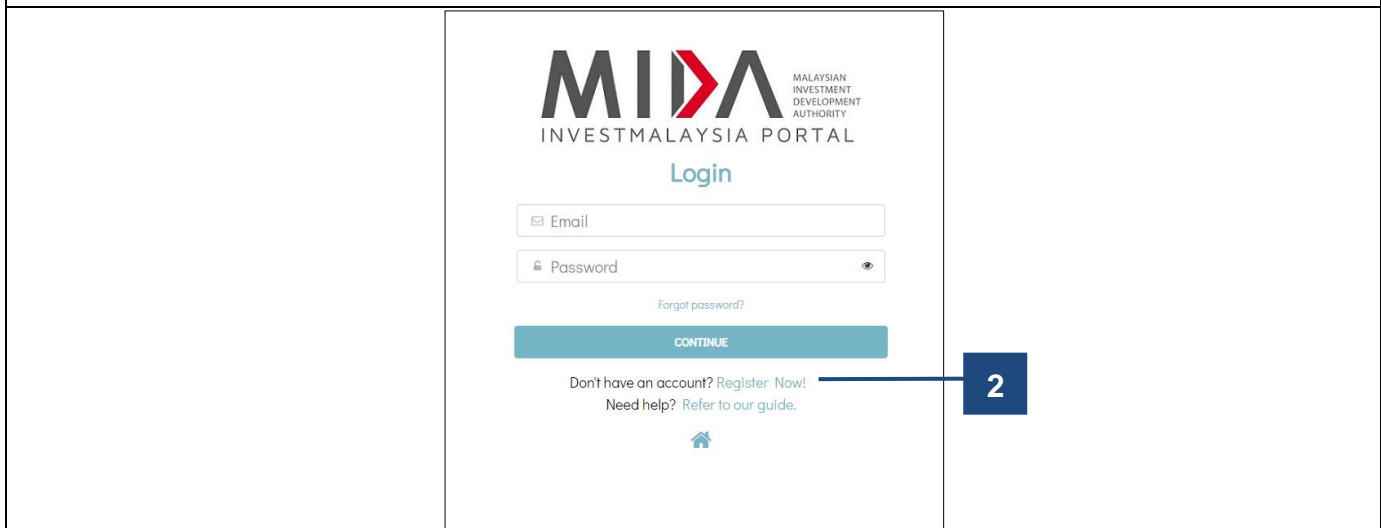 MIDA
MALAYSIAN
INVESTMENT
DEVELOPMENT
AUTHORITY
INVESTMALAYSIA PORTAL
Login
Email
Password
Forgot password?
CONTINUE
Don't have an account? Register Now!
2
Need help? Refer to our guide.